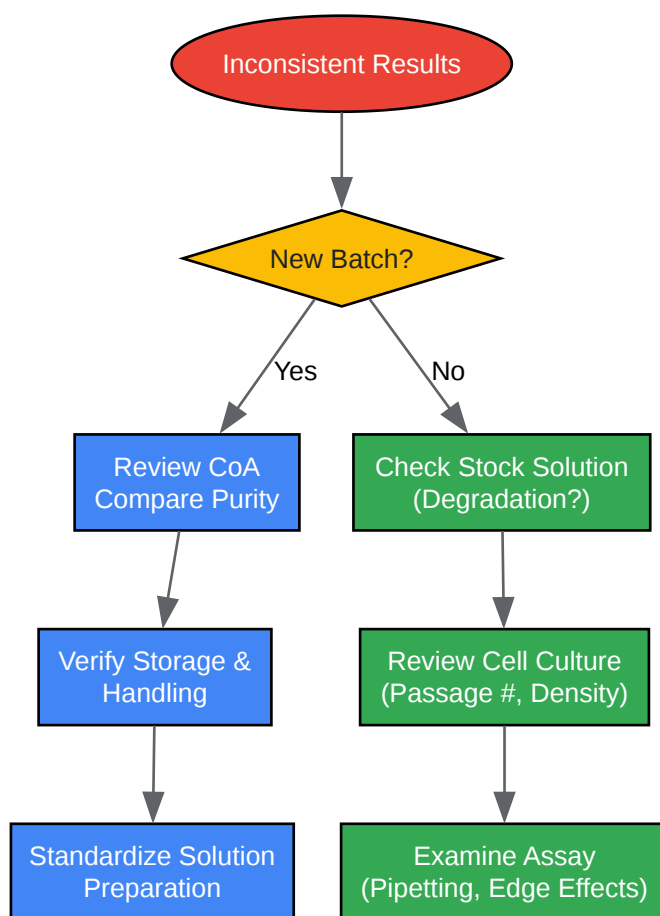 Inconsistent Results
New Batch?
Yes
No
Review CoA
Compare Purity
Check Stock Solution
(Degradation?)
Verify Storage &
Handling
Review Cell Culture
(Passage #, Density)
Standardize Solution
Preparation
Examine Assay
(Pipetting, Edge Effects)